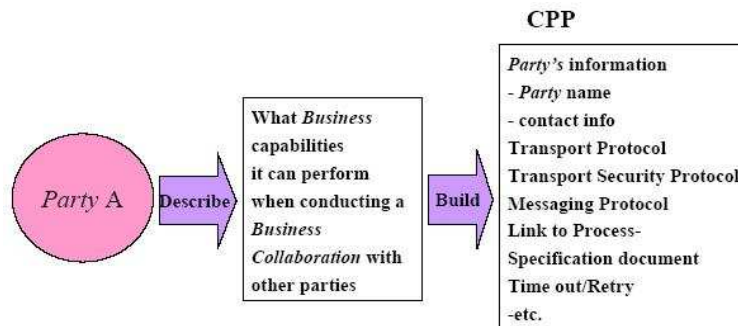 Party A
Describe
What Business
capabilities
it can perform
when conducting a
Business
Collaboration with
other parties
Build
CPP
Party's information
- Party name
- contact info
Transport Protocol
Transport Security Protocol
Messaging Protocol
Link to Process-
Specification document
Time out/Retry
-etc.